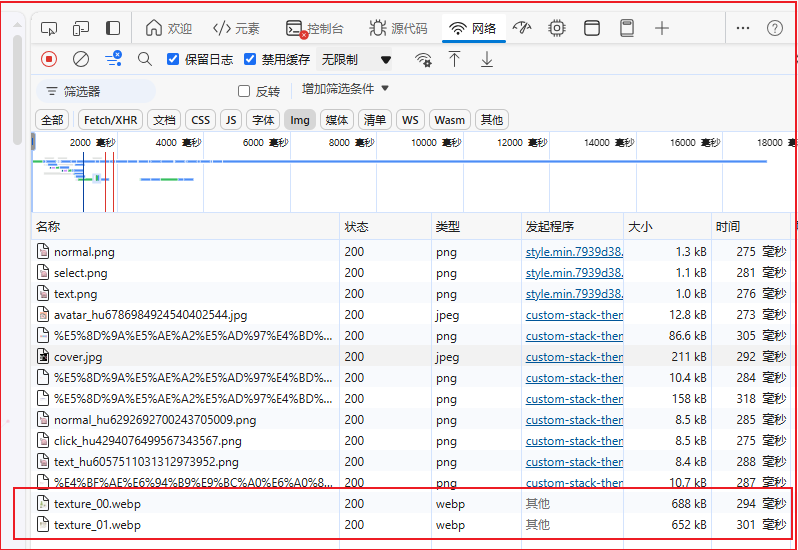 欢迎 元素 控制台 源代码 网络
保留日志 禁用缓存 无限制
筛选器 反转 增加筛选条件
全部 Fetch/XHR 文档 CSS JS 字体 Img 媒体 清单 WS Wasm 其他
2000 毫秒 4000 毫秒 6000 毫秒 8000 毫秒 10000 毫秒 12000 毫秒 14000 毫秒 16000 毫秒 18000 毫秒
名称 状态 类型 发起程序 大小 时间
normal.png 200 png style.min.7939d38. 1.3 kB 275 毫秒
select.png 200 png style.min.7939d38. 1.1 kB 281 毫秒
text.png 200 png style.min.7939d38. 1.0 kB 276 毫秒
avatar_hu6786984924540402544.jpg 200 jpeg custom-stack-then 12.8 kB 273 毫秒
%E5%8D%9A%E5%AE%A2%E5%AD%97%E4%BD%... 200 png custom-stack-then 86.6 kB 305 毫秒
cover.jpg 200 jpeg custom-stack-then 211 kB 292 毫秒
%E5%8D%9A%E5%AE%A2%E5%AD%97%E4%BD%... 200 png custom-stack-then 10.4 kB 284 毫秒
%E5%8D%9A%E5%AE%A2%E5%AD%97%E4%BD%... 200 png custom-stack-then 158 kB 318 毫秒
normal_hu6292692700243705009.png 200 png custom-stack-then 8.5 kB 285 毫秒
click_hu4294076499567343567.png 200 png custom-stack-then 8.5 kB 275 毫秒
text_hu6057511031312973952.png 200 png custom-stack-then 8.4 kB 288 毫秒
%E4%BF%AE%E6%94%B9%E9%BC%A0%E6%A0%8... 200 png custom-stack-then 10.7 kB 287 毫秒
texture_00.webp 200 webp 其他 688 kB 294 毫秒
texture_01.webp 200 webp 其他 652 kB 301 毫秒